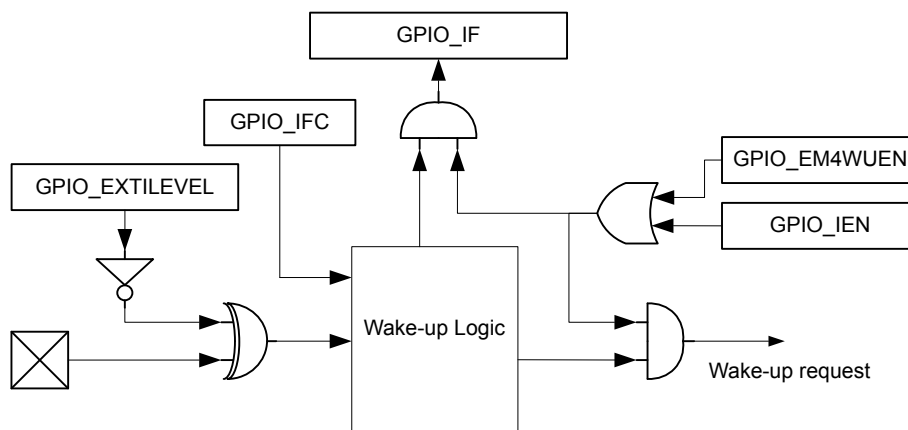 GPIO_IF
GPIO_IFC
GPIO_EM4WUEN
GPIO_EXTILEVEL
GPIO_IEN
Wake-up Logic
Wake-up request